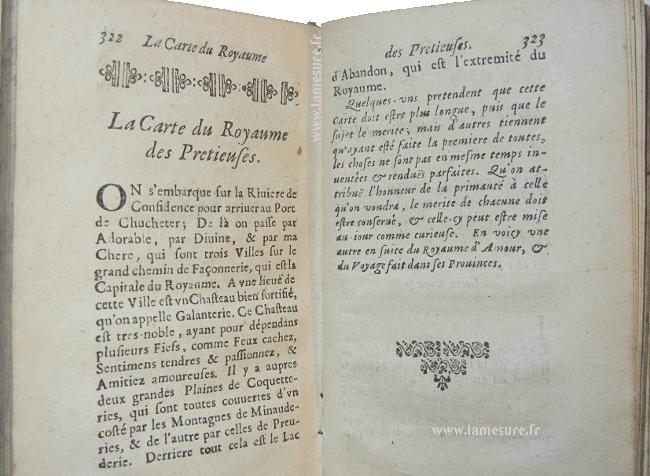 322 La Carte du Royaume
La Carte du Royaume
des Pretieuses.
ON s'embarque sur la Riuiere de
Confidence pour arriuer au Port
de Chucheter; De là on passe par
Adorable, par Diuine, & par ma
Chere, qui sont trois Villes sur le
grand chemin de Façonnerie, qui est la
Capitale du Royaume. A vne lieuë de
cette Ville est vn Chasteau bien fortifié,
qu'on appelle Galanterie. Ce Chasteau
est tres-noble, ayant pour dépendans
plusieurs Fiefs, comme Feux cachez,
Sentimens tendres & passionnez, &
Amitiez amoureuses. Il y a aupres
deux grandes Plaines de Coquette-
ries, qui sont toutes couuertes d'vn
costé par les Montagnes de Minaude-
ries, & de l'autre par celles de Preu-
derie. Derriere tout cela est le Lac
des Pretieuses. 323
d'Abandon, qui est l'extremité du
Royaume.
Quelques-vns pretendent que cette
Carte doit estre plus longue, puis que le
sujet le merite, mais d'autres tiennent
qu'ayant esté faite la premiere de toutes,
les choses ne sont pas en mesme temps in-
uentées & renduës parfaites. Qu'on at-
tribuë l'honneur de la primauté à celle
qu'on voudra, le merite de chacune doit
estre conserué, & celle-cy peut estre mise
au iour comme curieuse. En voicy vne
autre en suite du Royaume d'Amour, &
du Voyage fait dans ses Prouinces.
www.lamesure.fr
www.lamesure.fr